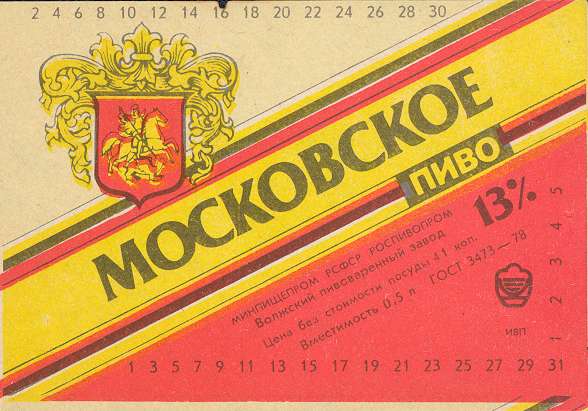 2 4 6 8 10 12 14 16 18 20 22 24 26 28 30
МОСКОВСКОЕ
ПИВО
13%
МИНПИЩЕПРОМ РСФСР РОСПИВОПРОМ
Волжский пивоваренный завод
Цена без стоимости посуды 41 коп.
Вместимость 0,5 л ГОСТ 3473—78
ИВП
1 2 3 4 5
1 3 5 7 9 11 13 15 17 19 21 23 25 27 29 31